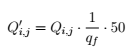 Q′_{i,j} = Q_{i,j} · \frac{1}{q_f} · 50